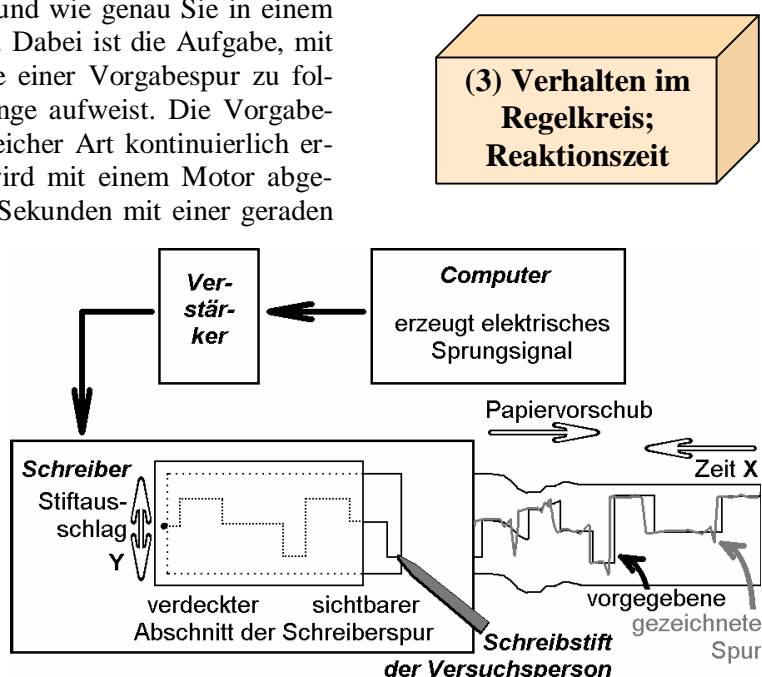 und wie genau Sie in einem
. Dabei ist die Aufgabe, mit
e einer Vorgabespur zu fol-
nge aufweist. Die Vorgabe-
eicher Art kontinuierlich er-
wird mit einem Motor abge-
Sekunden mit einer geraden
(3) Verhalten im
Regelkreis;
Reaktionszeit
Ver-
stär-
ker
Computer
erzeugt elektrisches
Sprungsignal
Papiervorschub
Zeit X
Schreiber
Stiftaus-
schlag
Y
verdeckter sichtbarer
Abschnitt der Schreiberspur
Schreibstift
der Versuchsperson
vorgegebene
gezeichnete
Spur